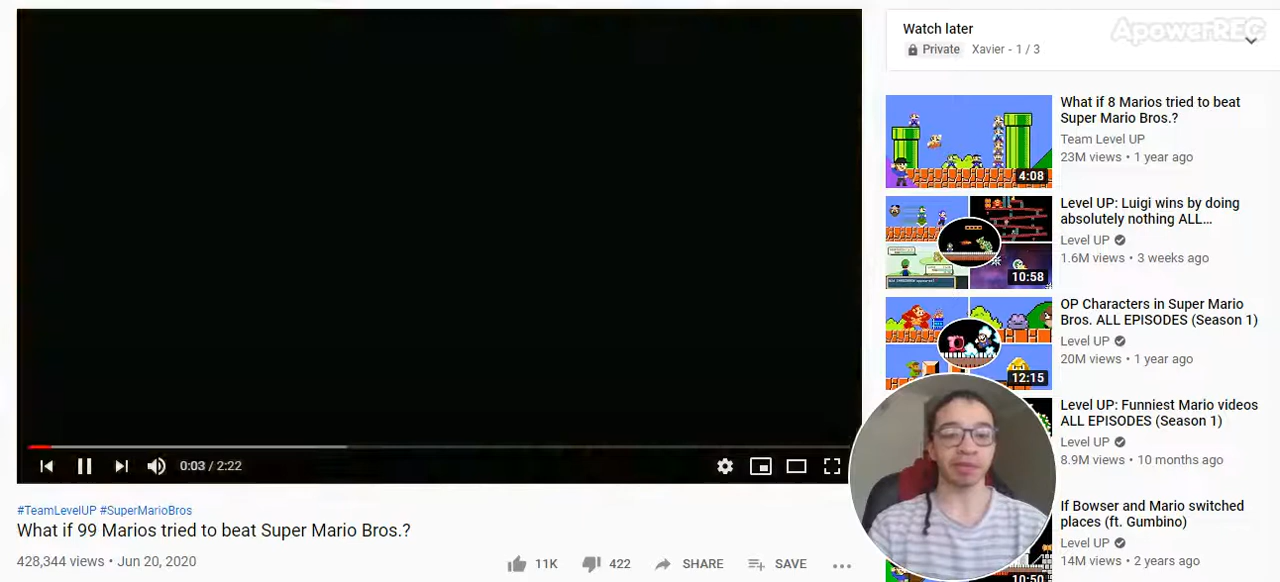 ApowerREC
Watch later
Private Xavier - 1 / 3
What if 8 Marios tried to beat
Super Mario Bros.?
Team Level UP
23M views • 1 year ago
4:08
Level UP: Luigi wins by doing
absolutely nothing ALL...
Level UP
1.6M views • 3 weeks ago
10:58
OP Characters in Super Mario
Bros. ALL EPISODES (Season 1)
Level UP
20M views • 1 year ago
12:15
Level UP: Funniest Mario videos
ALL EPISODES (Season 1)
Level UP
8.9M views • 10 months ago
If Bowser and Mario switched
places (ft. Gumbino)
Level UP
14M views • 2 years ago
10:50
0:03 / 2:22
#TeamLevelUP #SuperMarioBros
What if 99 Marios tried to beat Super Mario Bros.?
428,344 views • Jun 20, 2020
11K 422 SHARE SAVE